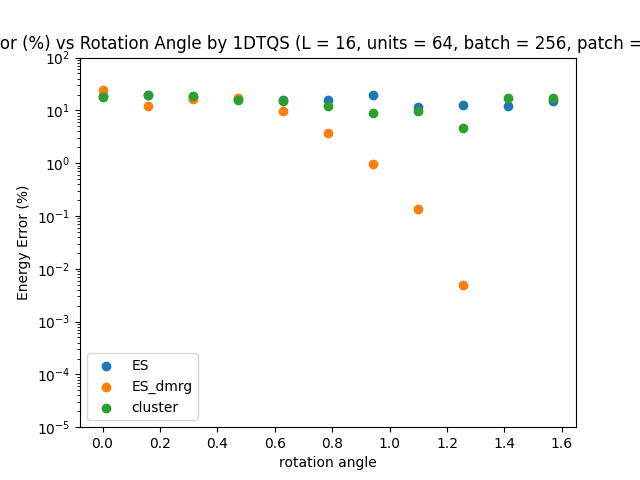 or (%) vs Rotation Angle by 1DTQS (L = 16, units = 64, batch = 256, patch =
10²
10¹
10⁰
10⁻¹
10⁻²
10⁻³
10⁻⁴
10⁻⁵
Energy Error (%)
ES
ES_dmrg
cluster
0.0 0.2 0.4 0.6 0.8 1.0 1.2 1.4 1.6
rotation angle